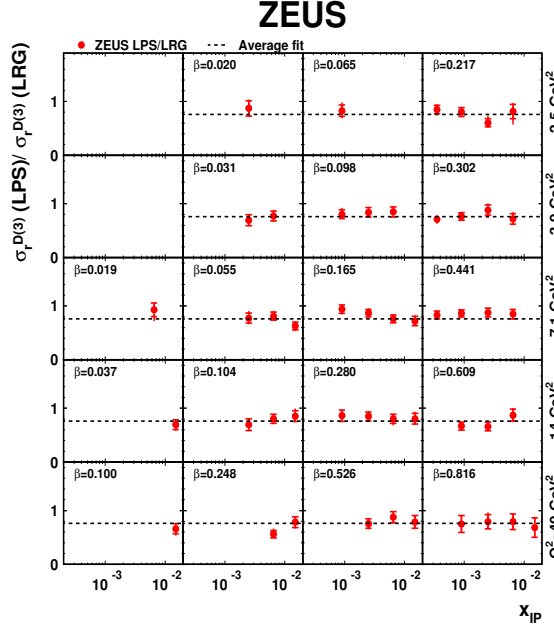 ZEUS
ZEUS LPS/LRG
Average fit
σ_r^D(3) (LPS)/ σ_r^D(3) (LRG)
β=0.020 β=0.065 β=0.217
1
0
β=0.031 β=0.098 β=0.302
1
0
β=0.019 β=0.055 β=0.165 β=0.441
1
0
β=0.037 β=0.104 β=0.280 β=0.609
1
0
β=0.100 β=0.248 β=0.526 β=0.816
1
0
10^-3 10^-2 10^-3 10^-2 10^-3 10^-2 10^-3 10^-2
x_IP